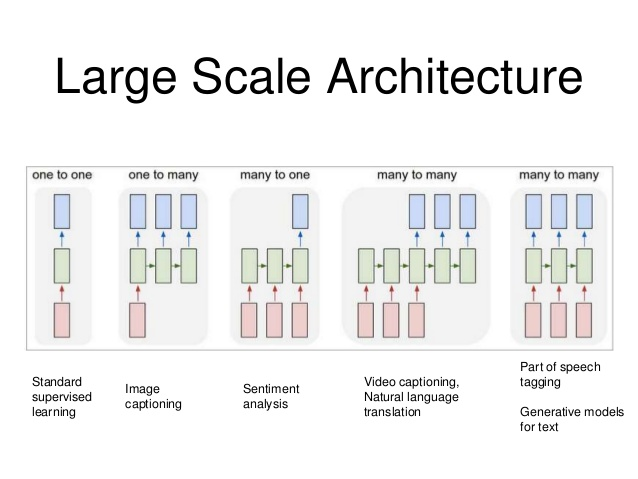 Large Scale Architecture
one to one
one to many
many to one
many to many
many to many
Standard
supervised
learning
Image
captioning
Sentiment
analysis
Video captioning,
Natural language
translation
Part of speech
tagging
Generative models
for text